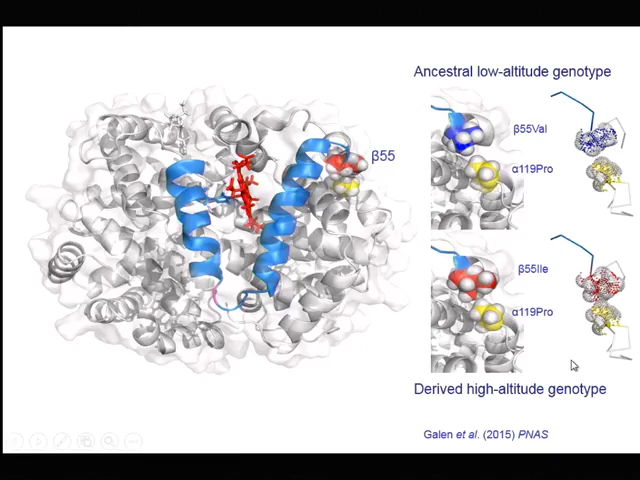 Ancestral low-altitude genotype
β55Val
α119Pro
β55
β55Ile
α119Pro
Derived high-altitude genotype
Galen et al. (2015) PNAS